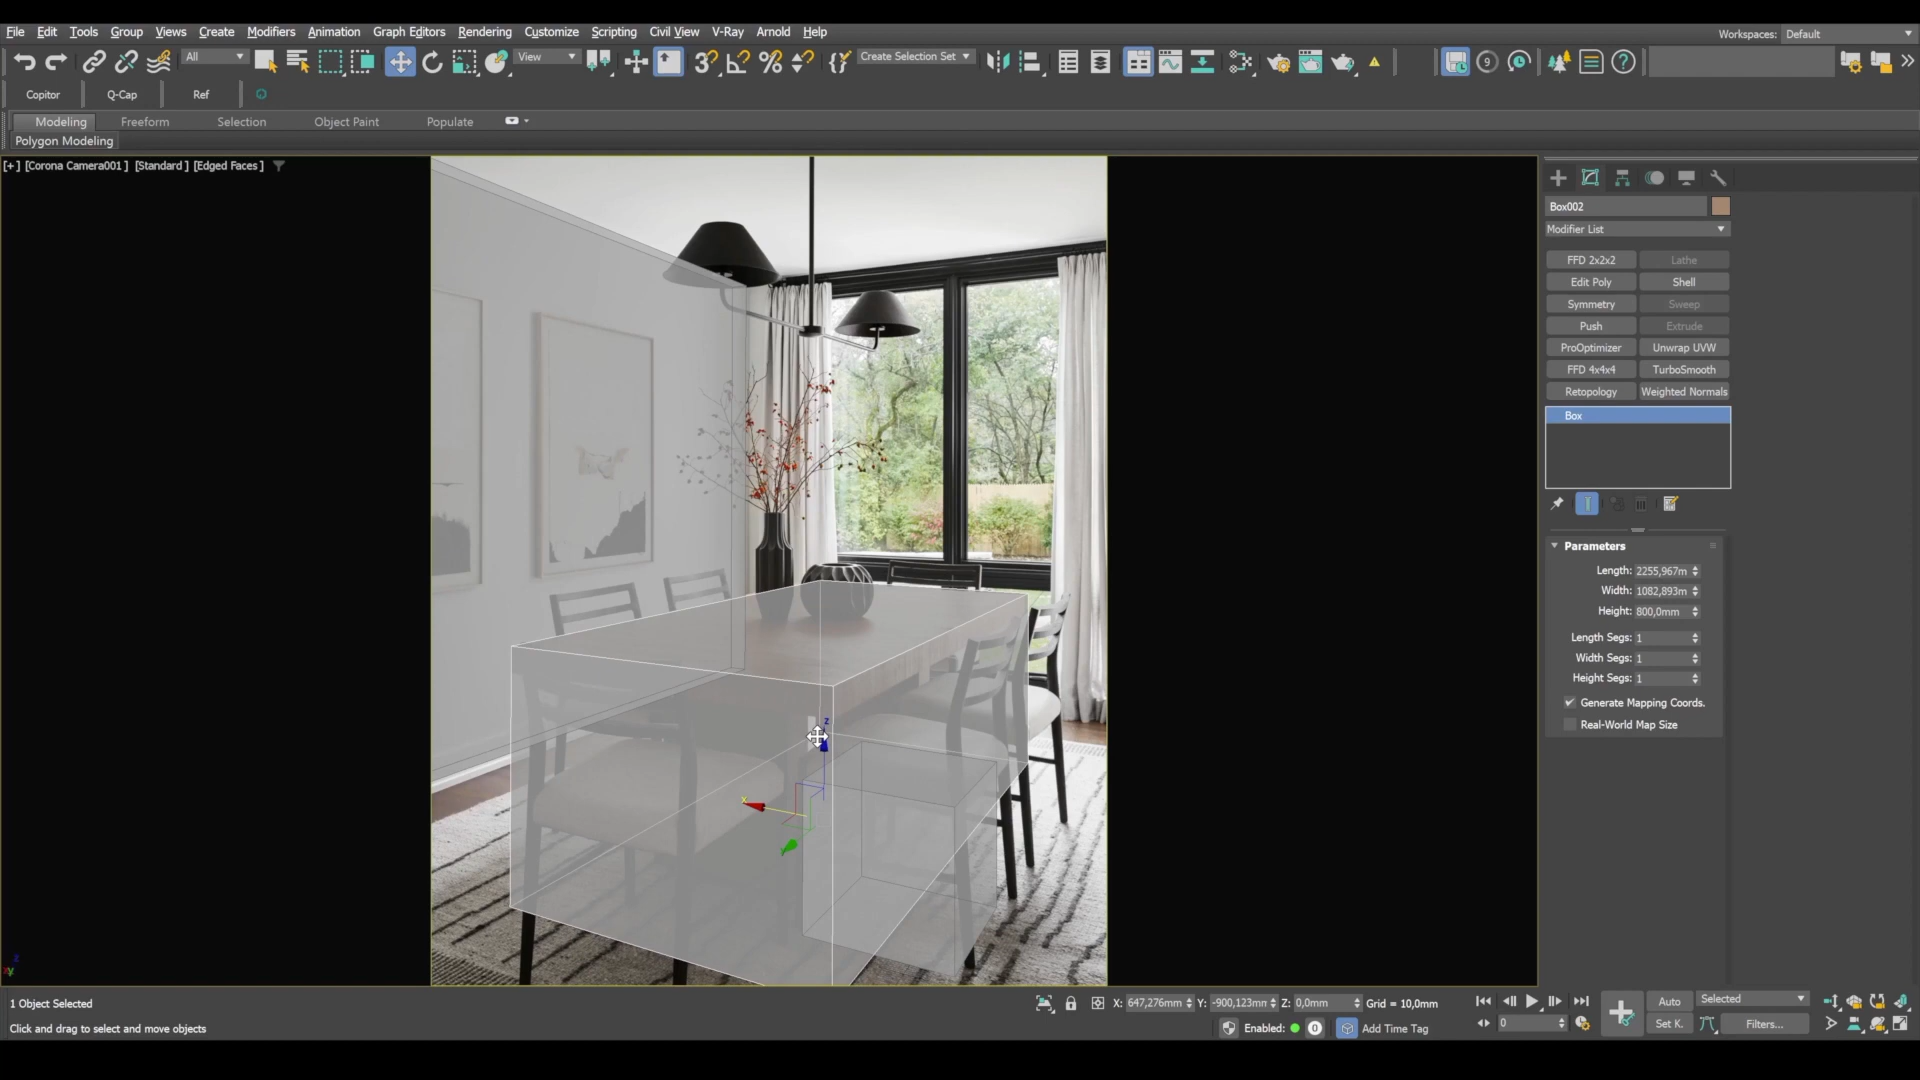 File Edit Tools Group Views Create Modifiers Animation Graph Editors Rendering Customize Scripting Civil View V-Ray Arnold Help
Workspaces: Default
All View Create Selection Set 9
Copitor Q-Cap Ref
Modeling Freeform Selection Object Paint Populate
Polygon Modeling
[+] [Corona Camera001 ] [Standard ] [Edged Faces ]
Box002
Modifier List
FFD 2x2x2 Lathe
Edit Poly Shell
Symmetry Sweep
Push Extrude
ProOptimizer Unwrap UVW
FFD 4x4x4 TurboSmooth
Retopology Weighted Normals
Box
Parameters
Length: 2255,967m
Width: 1082,893m
Height: 800,0mm
Length Segs: 1
Width Segs: 1
Height Segs: 1
Generate Mapping Coords.
Real-World Map Size
z
x
y
z
x y
1 Object Selected
X: 647,276mm Y: -900,123mm Z: 0,0mm Grid = 10,0mm
Auto Selected
Click and drag to select and move objects
Enabled: 0 Add Time Tag
0
Set K. Filters...